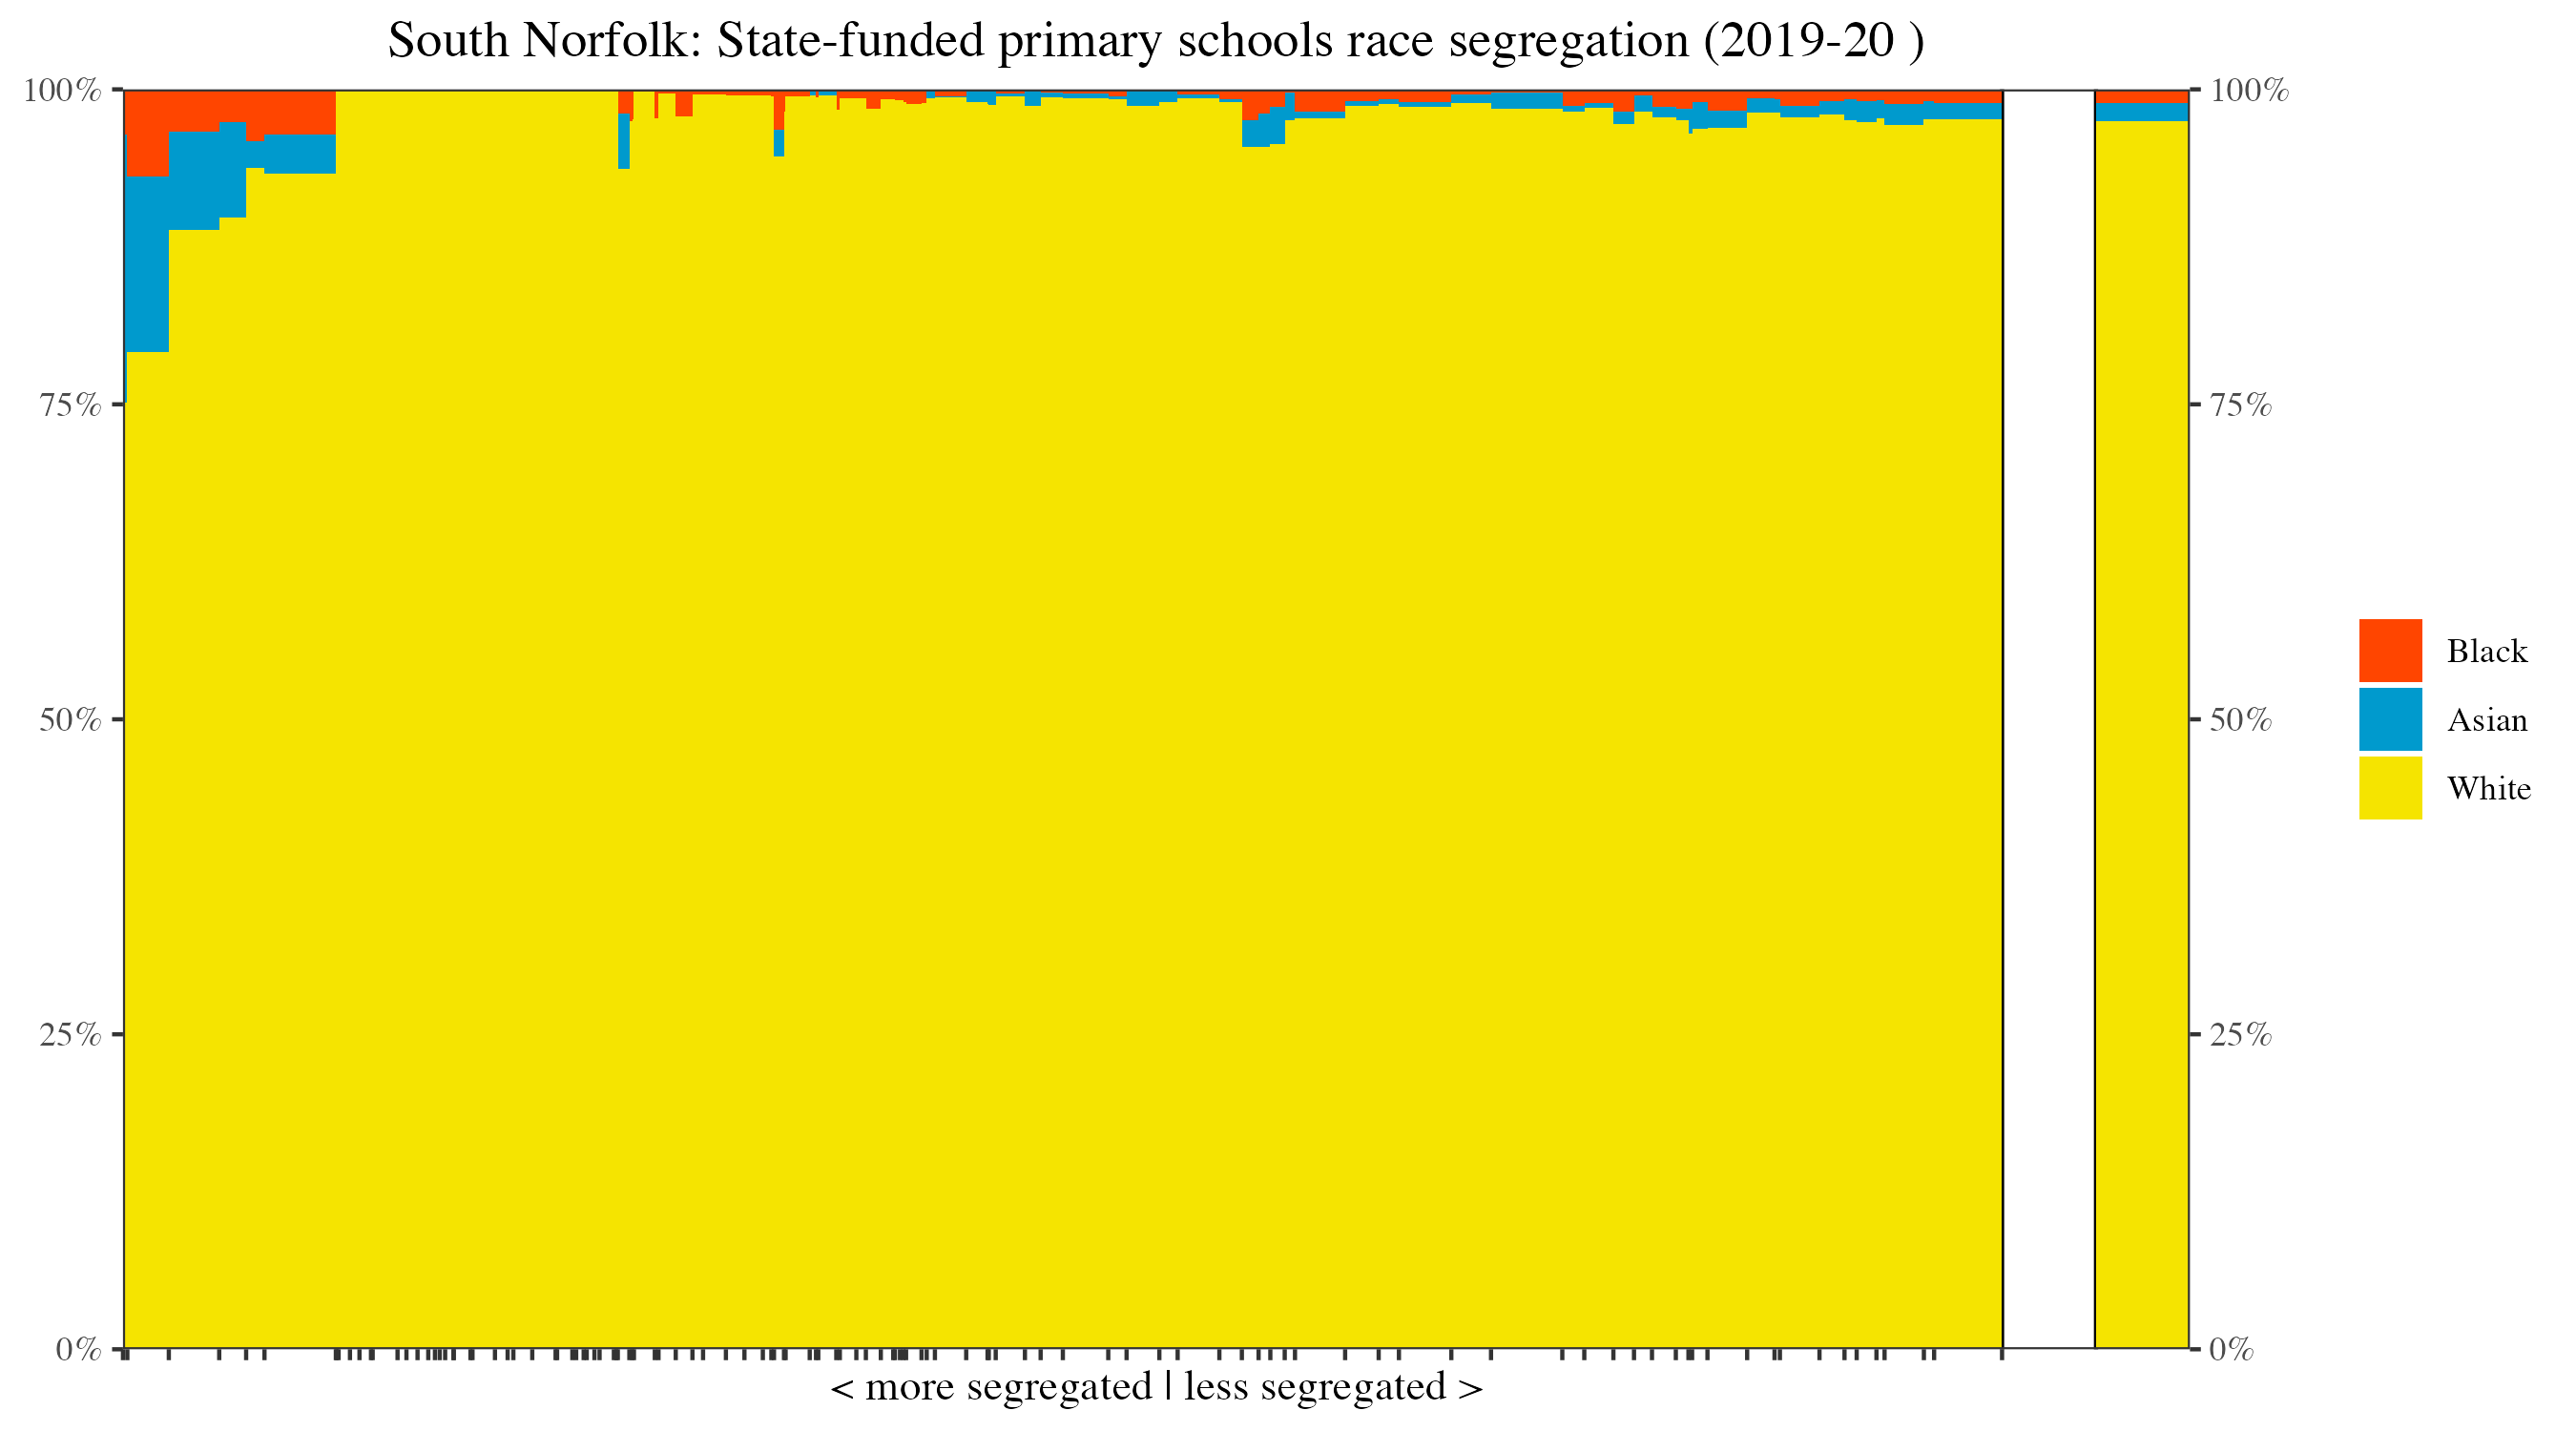 South Norfolk: State-funded primary schools race segregation (2019-20 )
100%
75%
50%
25%
0%
100%
75%
50%
25%
0%
Black
Asian
White
< more segregated | less segregated >